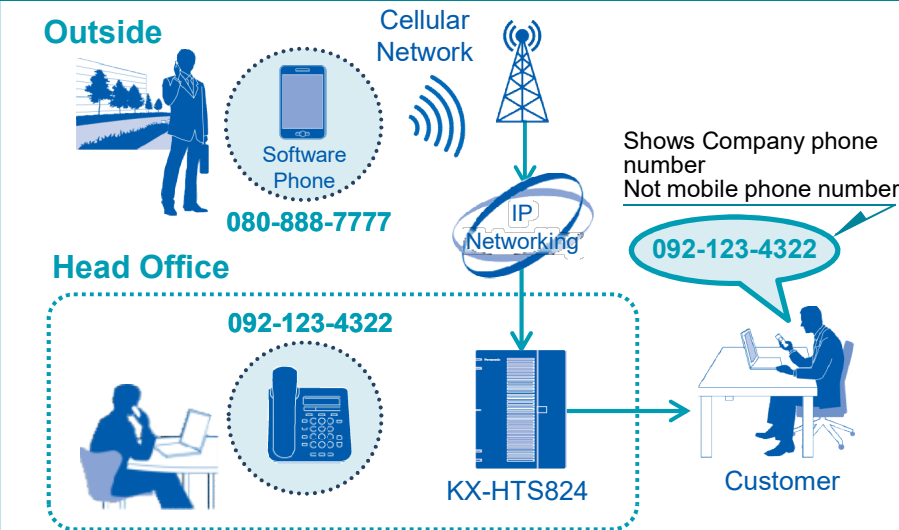 Outside
Cellular
Network
Software
Phone
080-888-7777
IP
Networking
Shows Company phone
number
Not mobile phone number
092-123-4322
Head Office
092-123-4322
Panasonic
KX-HTS824
Customer